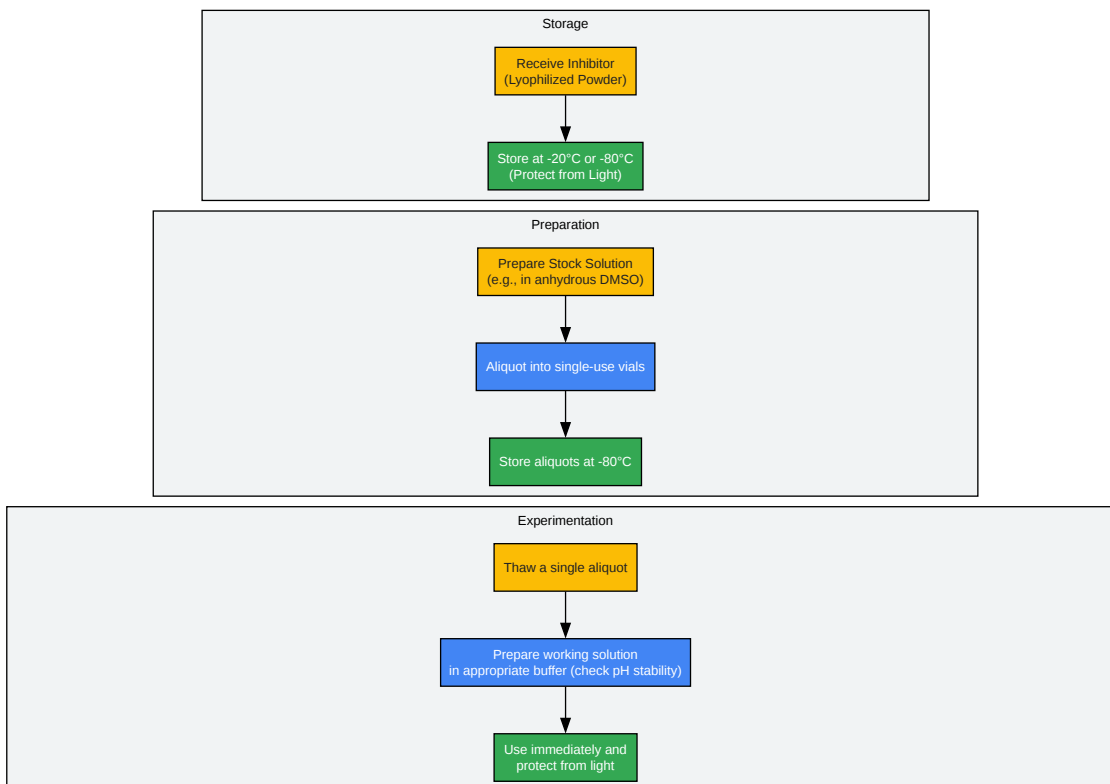 Storage
Receive Inhibitor
(Lyophilized Powder)
Store at -20°C or -80°C
(Protect from Light)
Preparation
Prepare Stock Solution
(e.g., in anhydrous DMSO)
Aliquot into single-use vials
Store aliquots at -80°C
Experimentation
Thaw a single aliquot
Prepare working solution
in appropriate buffer (check pH stability)
Use immediately and
protect from light